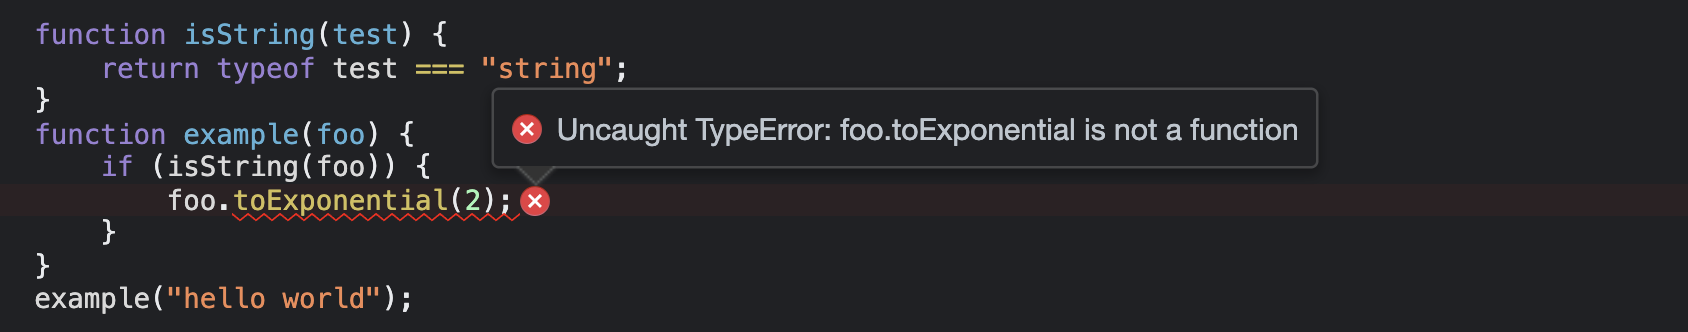 function isString(test) {
    return typeof test === "string";
}
function example(foo) {
Uncaught TypeError: foo.toExponential is not a function
    if (isString(foo)) {
        foo.toExponential(2);
    }
}
example("hello world");